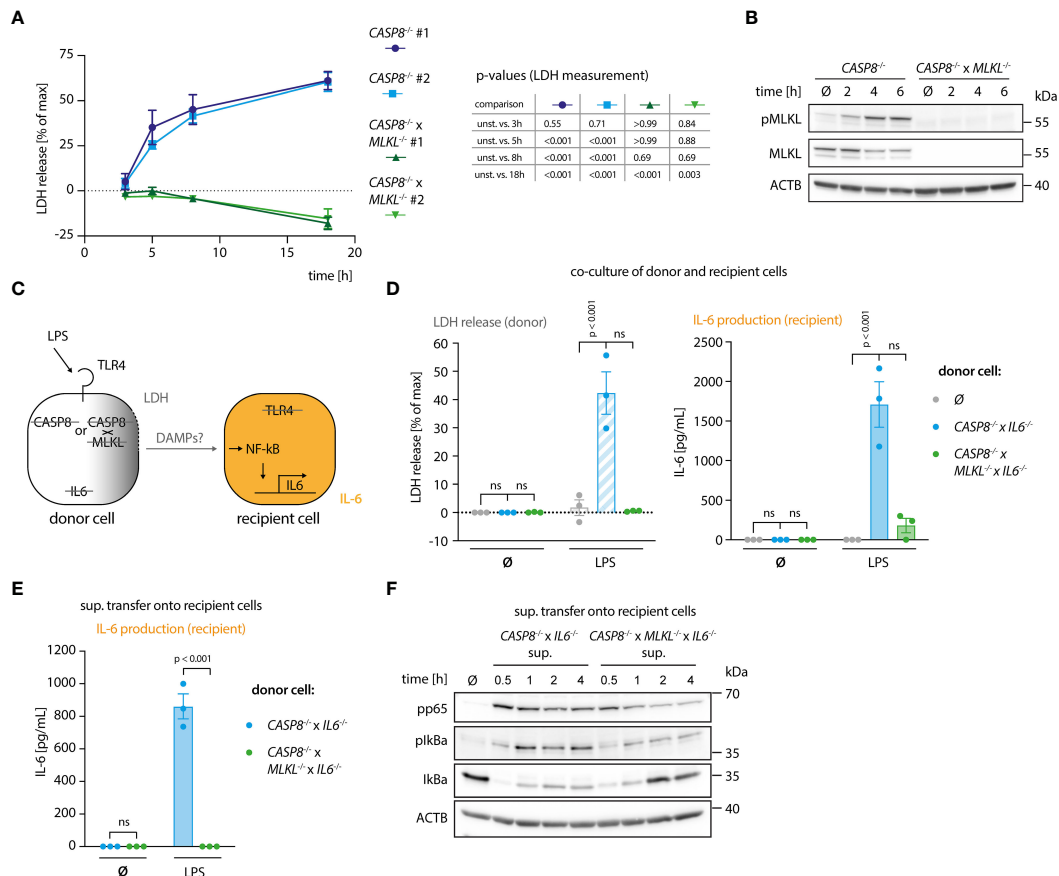 A
75
50
25
0
-25
0
5
10
15
20
LDH release [% of max]
time [h]
CASP8-/- #1
CASP8-/- #2
CASP8-/- x
MLKL-/- #1
CASP8-/- x
MLKL-/- #2
p-values (LDH measurement)
comparison
unst. vs. 3h 0.55 0.71 >0.99 0.84
unst. vs. 5h <0.001 <0.001 >0.99 0.88
unst. vs. 8h <0.001 <0.001 0.69 0.69
unst. vs. 18h <0.001 <0.001 <0.001 0.003
B
CASP8-/- CASP8-/- x MLKL-/-
time [h] Ø 2 4 6 Ø 2 4 6 kDa
pMLKL 55
MLKL 55
ACTB 40
C
LPS
TLR4
LDH
CASP8 or CASP8
x
MLKL
DAMPs?
IL6
donor cell
TLR4
NF-kB
IL6
IL-6
recipient cell
D
co-culture of donor and recipient cells
LDH release (donor)
LDH release [% of max]
60
50
40
30
20
10
0
-10
ns ns
p < 0.001
ns
Ø LPS
IL-6 production (recipient)
IL-6 [pg/mL]
2500
2000
1500
1000
500
0
ns ns
p < 0.001
ns
Ø LPS
donor cell:
Ø
CASP8-/- x IL6-/-
CASP8-/- x
MLKL-/- x IL6-/-
E
sup. transfer onto recipient cells
IL-6 production (recipient)
IL-6 [pg/mL]
1200
1000
800
600
400
200
0
ns
p < 0.001
Ø LPS
donor cell:
CASP8-/- x IL6-/-
CASP8-/- x
MLKL-/- x IL6-/-
F
sup. transfer onto recipient cells
CASP8-/- x IL6-/- CASP8-/- x MLKL-/- x IL6-/-
sup. sup.
time [h] Ø 0.5 1 2 4 0.5 1 2 4 kDa
70
pp65
pIkBa 35
IkBa 35
40
ACTB